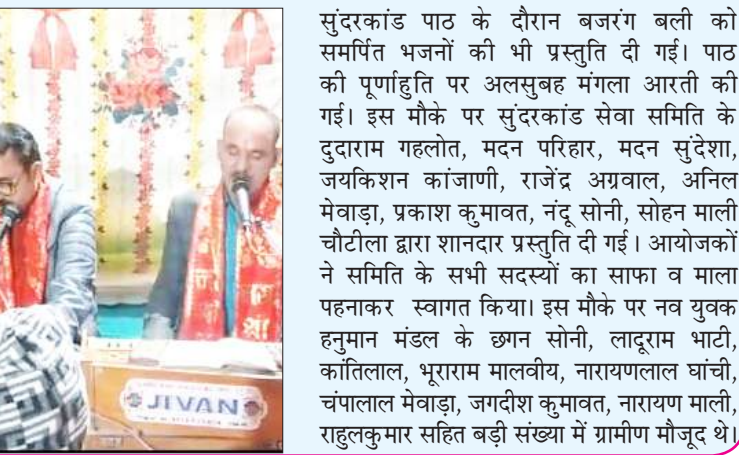 सुंदरकांड पाठ के दौरान बजरंग बली को
समर्पित भजनों की भी प्रस्तुति दी गई। पाठ
की पूर्णाहुति पर अलसुबह मंगला आरती की
गई। इस मौके पर सुंदरकांड सेवा समिति के
दुदाराम गहलोत, मदन परिहार, मदन सुंदेशा,
जयकिशन कांजाणी, राजेंद्र अग्रवाल, अनिल
मेवाड़ा, प्रकाश कुमावत, नंदू सोनी, सोहन माली
चौटीला द्वारा शानदार प्रस्तुति दी गई। आयोजकों
ने समिति के सभी सदस्यों का साफा व माला
पहनाकर स्वागत किया। इस मौके पर नव युवक
हनुमान मंडल के छगन सोनी, लादूराम भाटी,
कांतिलाल, भूराराम मालवीय, नारायणलाल घांची,
चंपालाल मेवाड़ा, जगदीश कुमावत, नारायण माली,
राहुलकुमार सहित बड़ी संख्या में ग्रामीण मौजूद थे।
JIVAN